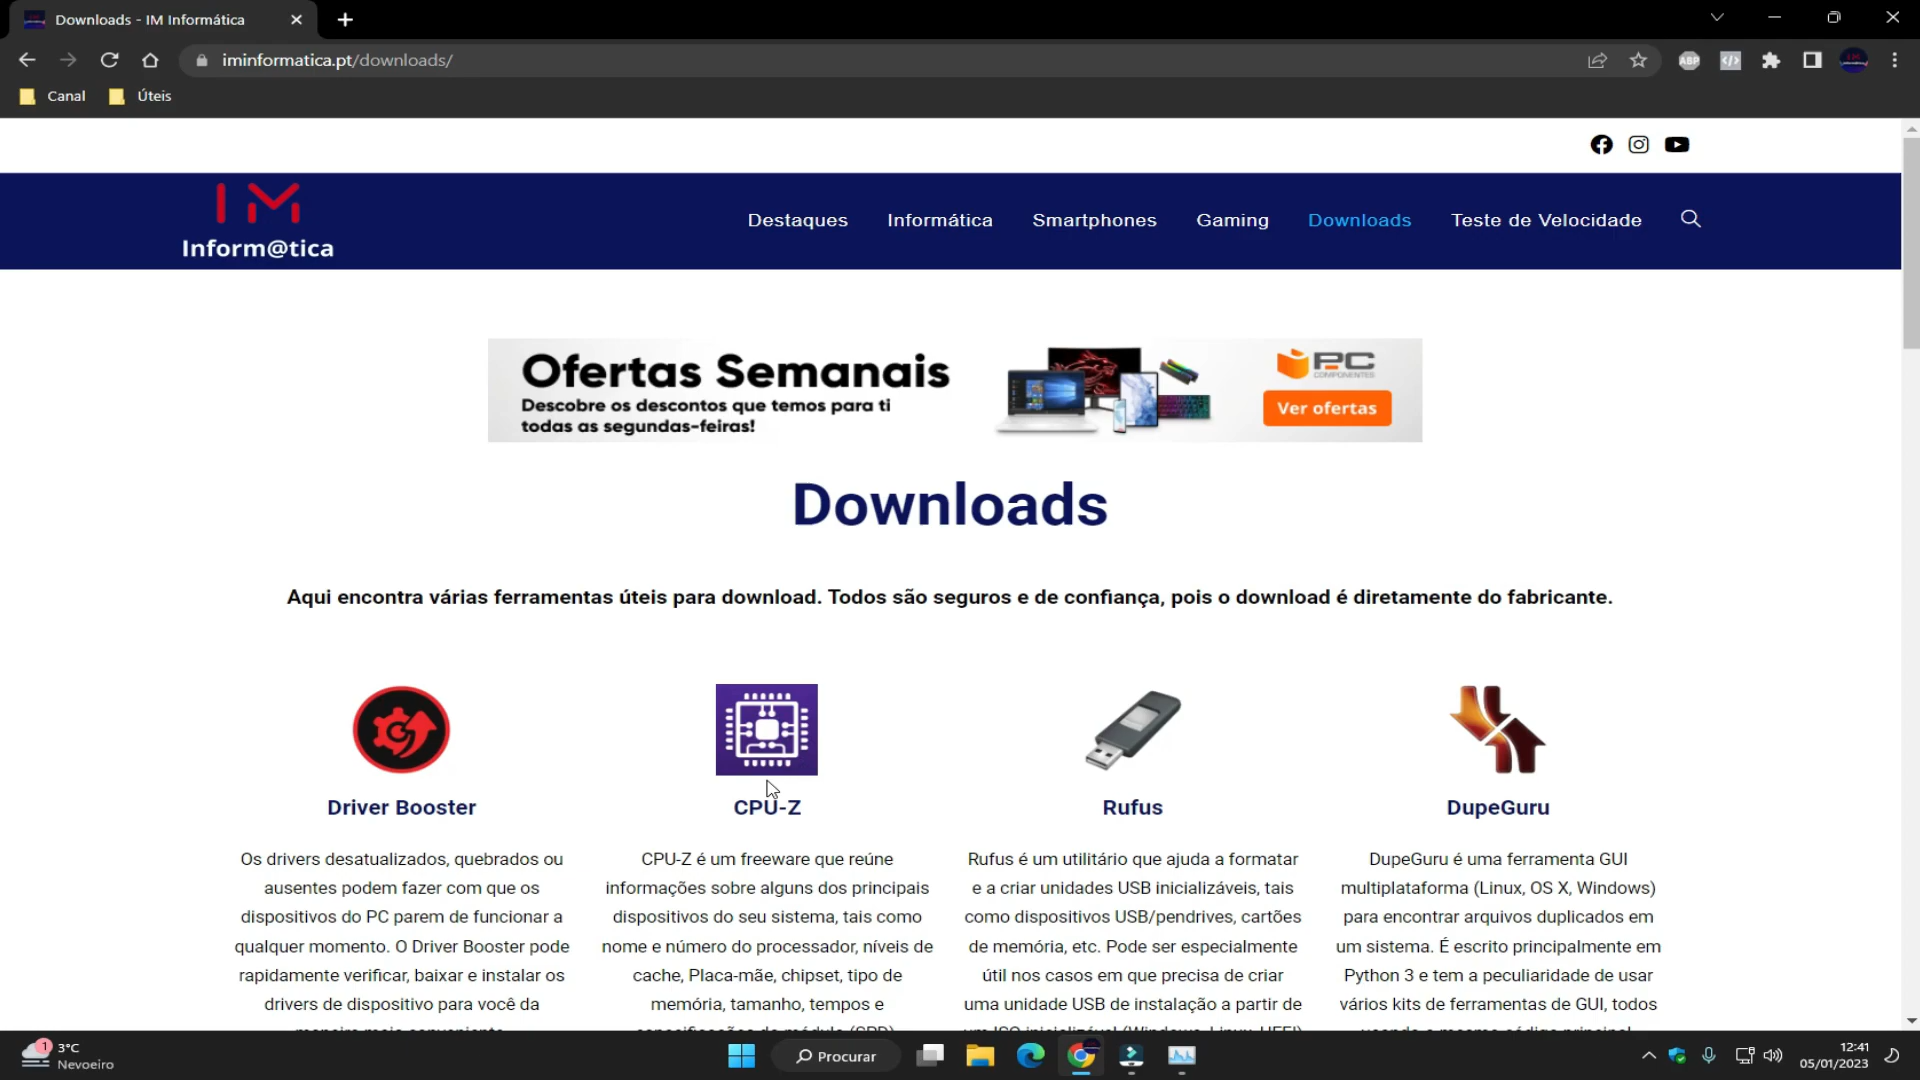 Downloads - IM Informática
iminformatica.pt/downloads/
ABP
Canal
Úteis
IM
Inform@tica
Destaques
Informática
Smartphones
Gaming
Downloads
Teste de Velocidade
Ofertas Semanais
Descobre os descontos que temos para ti
todas as segundas-feiras!
PC
COMPONENTES
Ver ofertas
Downloads
Aqui encontra várias ferramentas úteis para download. Todos são seguros e de confiança, pois o download é diretamente do fabricante.
Driver Booster
Os drivers desatualizados, quebrados ou
ausentes podem fazer com que os
dispositivos do PC parem de funcionar a
qualquer momento. O Driver Booster pode
rapidamente verificar, baixar e instalar os
drivers de dispositivo para você da
CPU-Z
CPU-Z é um freeware que reúne
informações sobre alguns dos principais
dispositivos do seu sistema, tais como
nome e número do processador, níveis de
cache, Placa-mãe, chipset, tipo de
memória, tamanho, tempos e
Rufus
Rufus é um utilitário que ajuda a formatar
e a criar unidades USB inicializáveis, tais
como dispositivos USB/pendrives, cartões
de memória, etc. Pode ser especialmente
útil nos casos em que precisa de criar
uma unidade USB de instalação a partir de
DupeGuru
DupeGuru é uma ferramenta GUI
multiplataforma (Linux, OS X, Windows)
para encontrar arquivos duplicados em
um sistema. É escrito principalmente em
Python 3 e tem a peculiaridade de usar
vários kits de ferramentas de GUI, todos
1
3°C
Nevoeiro
Procurar
12:41
05/01/2023